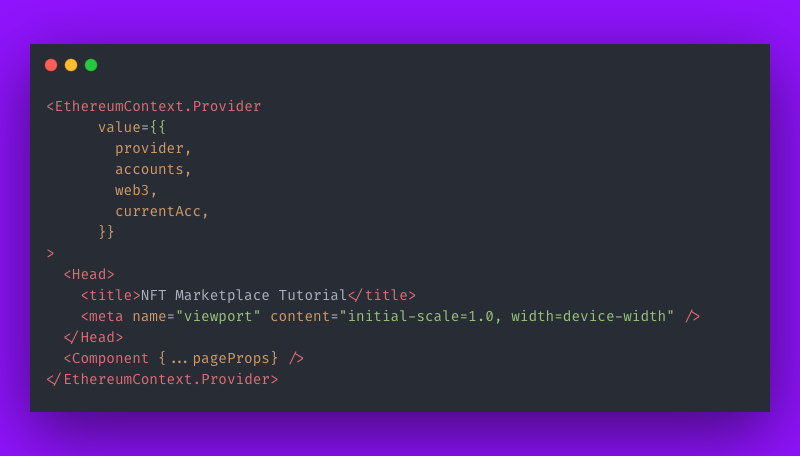 <EthereumContext.Provider
      value={{
        provider,
        accounts,
        web3,
        currentAcc,
      }}
>
  <Head>
    <title>NFT Marketplace Tutorial</title>
    <meta name="viewport" content="initial-scale=1.0, width=device-width" />
  </Head>
  <Component {...pageProps} />
</EthereumContext.Provider>